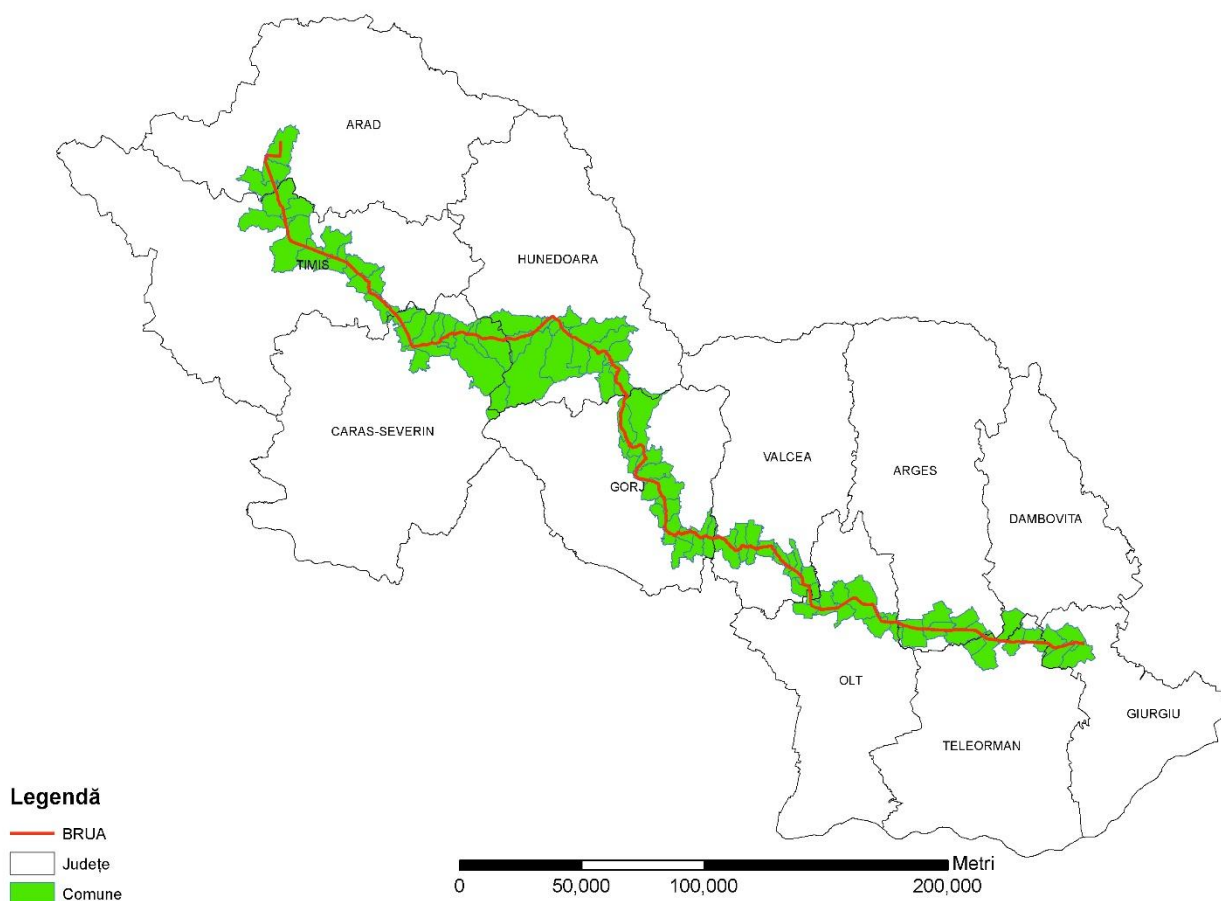 ARAD
TIMIS
HUNEDOARA
CARAS-SEVERIN
GORJ
VALCEA
ARGES
DAMBOVITA
OLT
TELEORMAN
GIURGIU
Legendă
BRUA
Județe
Comune
Metri
0 50,000 100,000 200,000